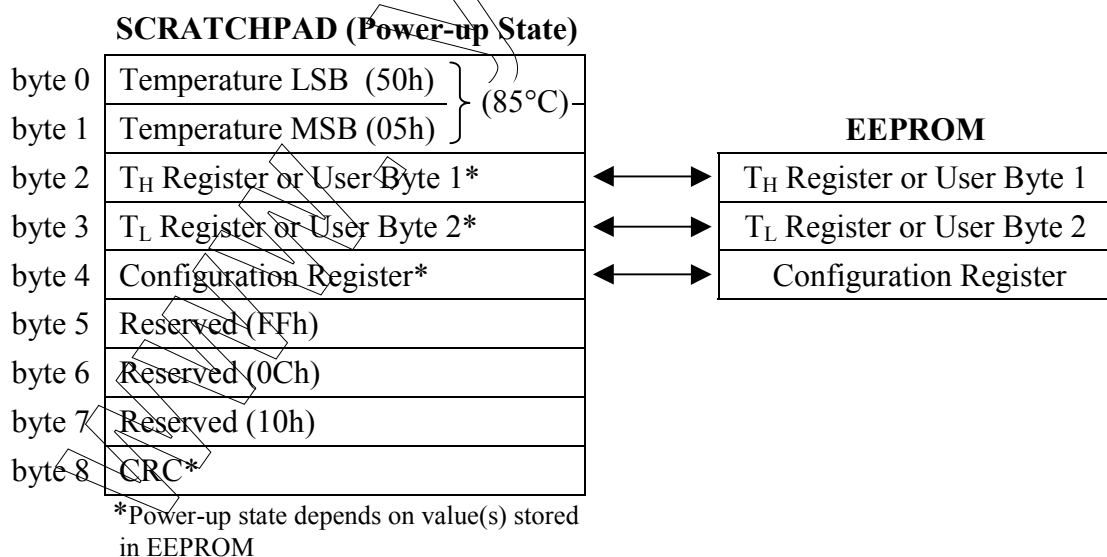 SCRATCHPAD (Power-up State)
byte 0 Temperature LSB (50h)
(85°C)
byte 1 Temperature MSB (05h)
EEPROM
byte 2 TH Register or User Byte 1* TH Register or User Byte 1
byte 3 TL Register or User Byte 2* TL Register or User Byte 2
byte 4 Configuration Register* Configuration Register
byte 5 Reserved (FFh)
byte 6 Reserved (0Ch)
byte 7 Reserved (10h)
byte 8 CRC*
*Power-up state depends on value(s) stored
in EEPROM